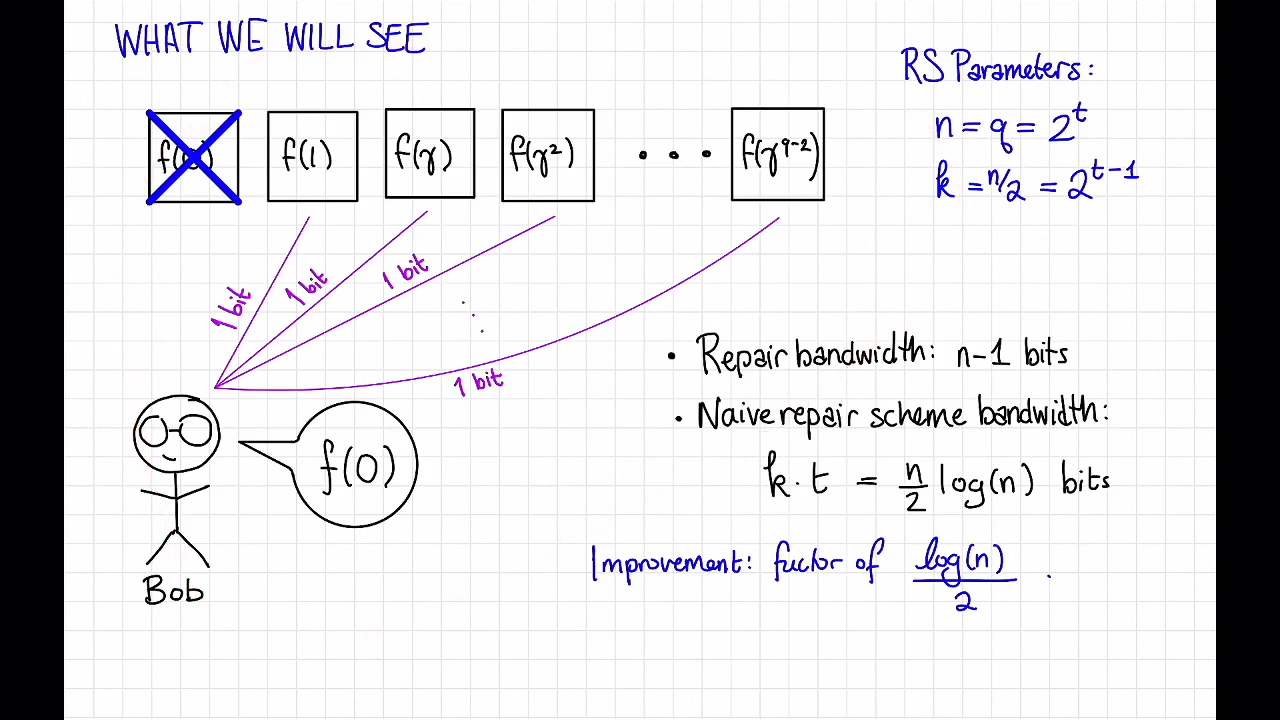 WHAT WE WILL SEE
RS Parameters:
n = q = 2^t
k = n/2 = 2^{t-1}
f(0) f(1) f(γ) f(γ²) • • • f(γ^{q-2})
1 bit
1 bit
1 bit
1 bit
• Repair bandwidth: n-1 bits
• Naive repair scheme bandwidth:
k · t = n/2 log(n) bits
f(0)
Improvement: factor of log(n)/2 .
Bob